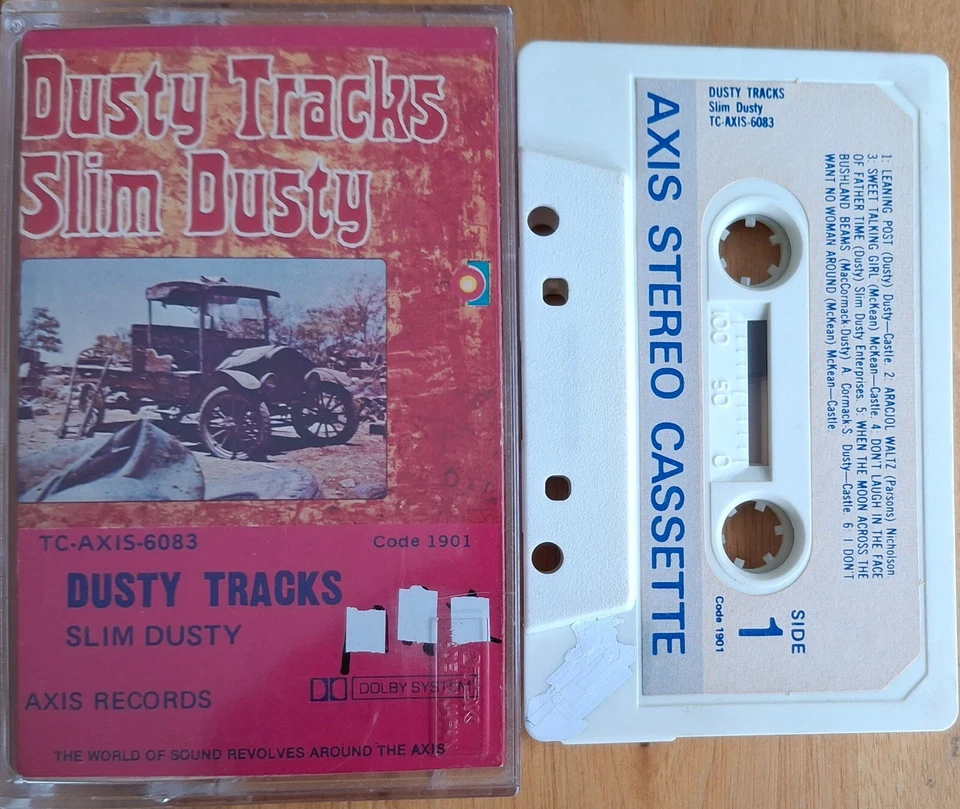 Dusty Tracks
Slim Dusty
TC-AXIS-6083
Code 1901
DUSTY TRACKS
SLIM DUSTY
DOLBY SYSTEM
AXIS RECORDS
THE WORLD OF SOUND REVOLVES AROUND THE AXIS
TDK
DUSTY TRACKS
Slim Dusty
TC-AXIS-6083
AXIS STEREO CASSETTE
1: LEANING POST (Dusty) Dusty—Castle. 2: ARACJOL WALTZ (Parsons) Nicholson.
3: SWEET TALKING GIRL (McKean) McKean—Castle. 4: DON'T LAUGH IN THE FACE
OF FATHER TIME (Dusty) Slim Dusty Enterprises. 5: WHEN THE MOON ACROSS THE
BUSHLAND BEAMS (MacCormack-Dusty) A. Cormack-S. Dusty—Castle. 6: I DON'T
WANT NO WOMAN AROUND (McKean) McKean—Castle.
100 50 0
SIDE
1
Code 1901